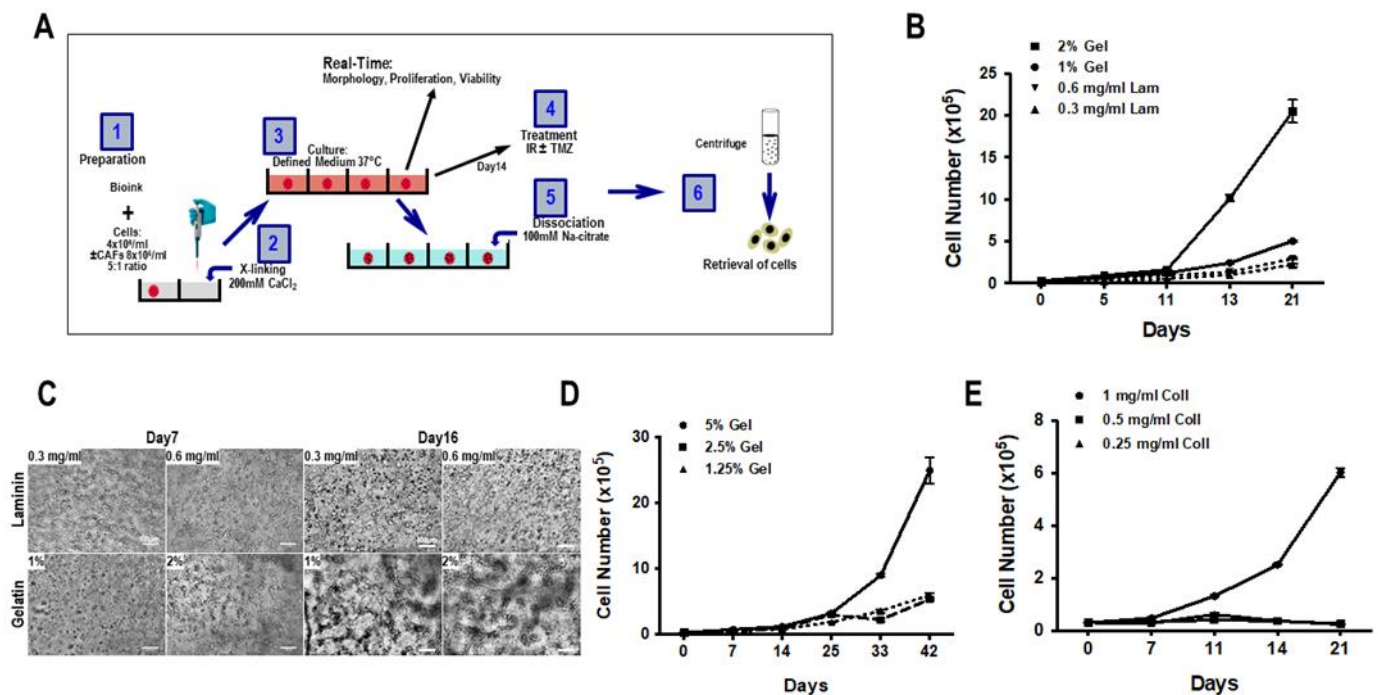 A
Real-Time:
Morphology, Proliferation, Viability
1
Preparation
Bioink
+
Cells:
4x10⁶/ml
±CAFs 8x10⁶/ml
5:1 ratio
2
X-linking
200mM CaCl₂
3
Culture:
Defined Medium 37°C
Day14
4
Treatment
IR ± TMZ
5
Dissociation
100mM Na-citrate
6
Centrifuge
Retrieval of cells
B
2% Gel
1% Gel
0.6 mg/ml Lam
0.3 mg/ml Lam
Cell Number (x10⁵)
25
20
15
10
5
0
0 5 11 13 21
Days
C
Day7 Day16
0.3 mg/ml 0.6 mg/ml 0.3 mg/ml 0.6 mg/ml
Laminin
1% 2% 1% 2%
Gelatin
D
5% Gel
2.5% Gel
1.25% Gel
Cell Number (x10⁵)
30
20
10
0
0 7 14 25 33 42
Days
E
1 mg/ml Coll
0.5 mg/ml Coll
0.25 mg/ml Coll
Cell Number (x10⁵)
8
6
4
2
0
0 7 11 14 21
Days